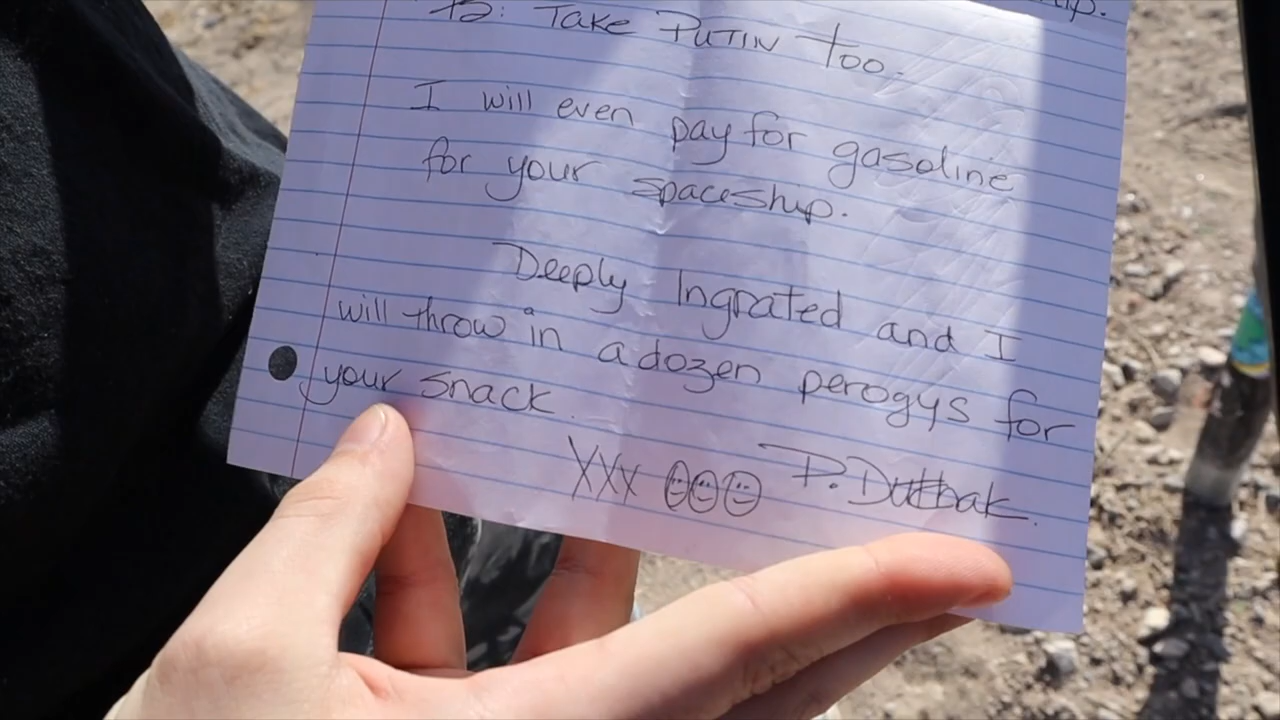 TAKE PUTIN too.
I will even pay for gasoline
for your spaceship.
Deeply Ingrated and I
will throw in a dozen perogys for
your snack.
XXX P. Dutbak.